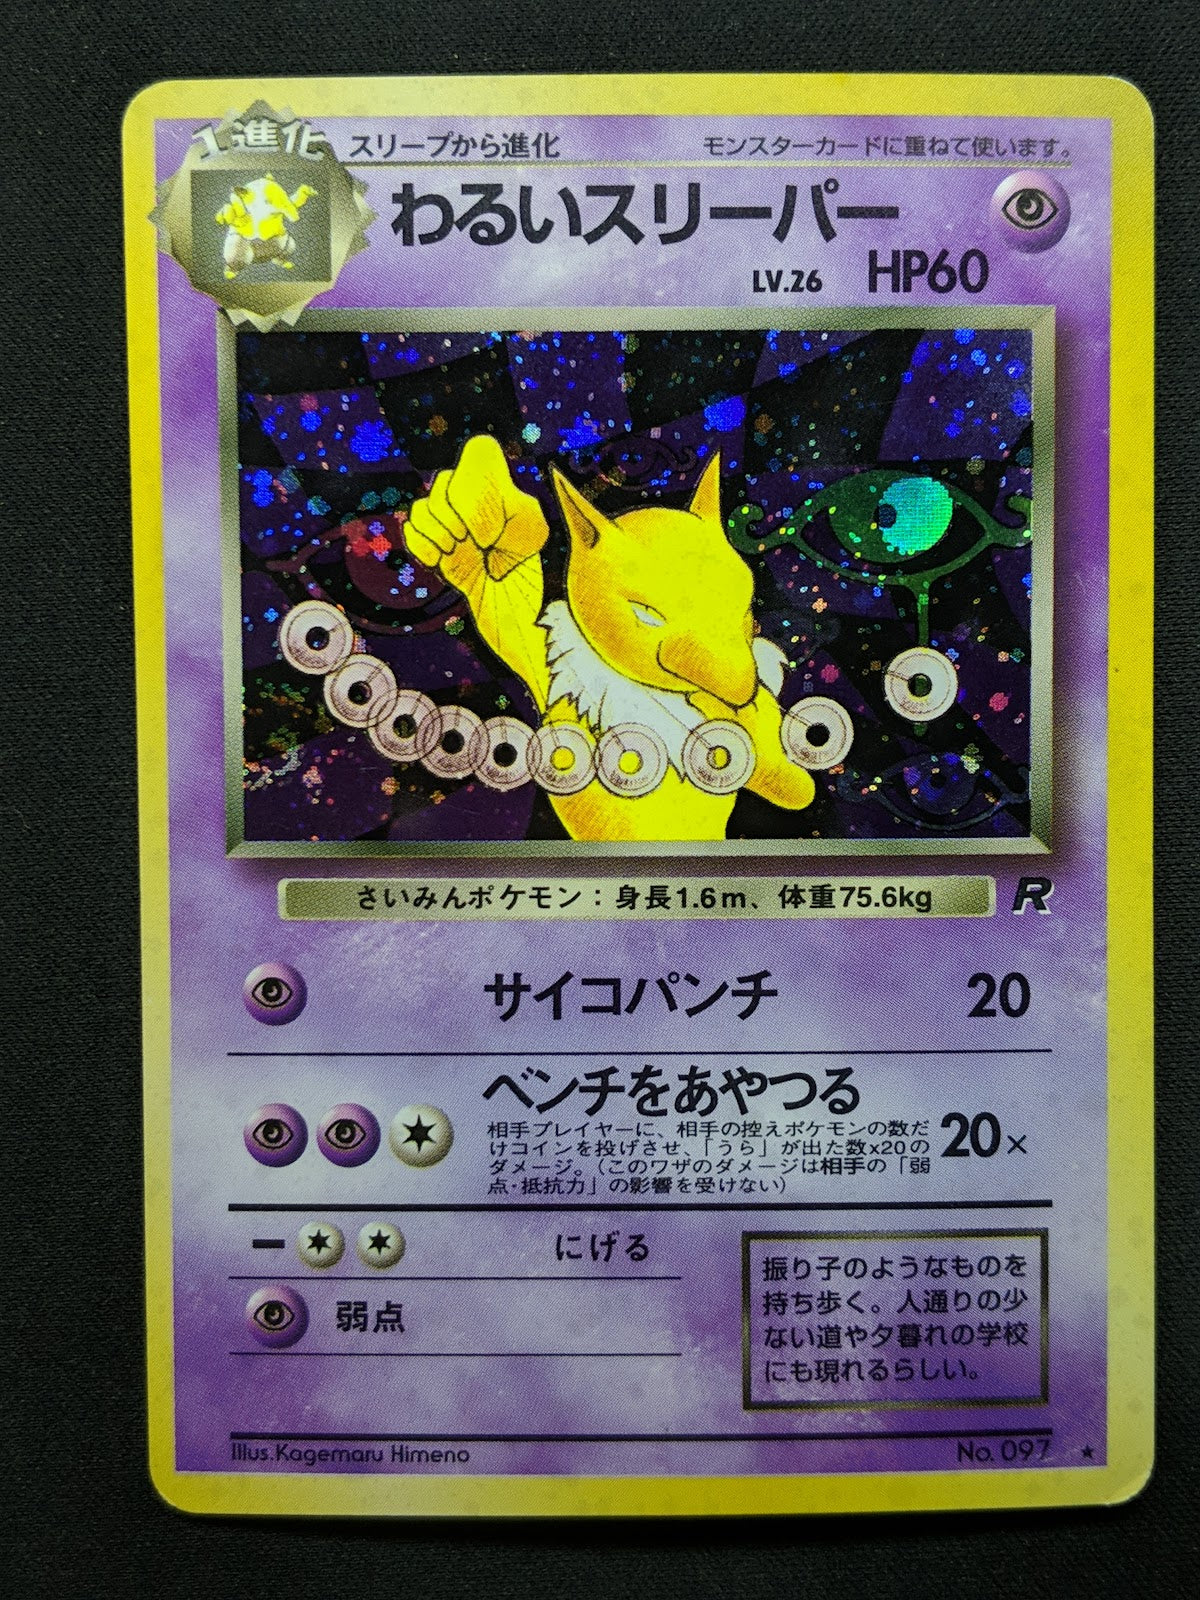 1進化
スリープから進化
モンスターカードに重ねて使います。
わるいスリーパー
LV.26 HP60
さいみんポケモン：身長1.6m、体重75.6kg
R
サイコパンチ 20
ベンチをあやつる
相手プレイヤーに、相手の控えポケモンの数だ
けコインを投げさせ、「うら」が出た数x20の
ダメージ。（このワザのダメージは相手の「弱
点・抵抗力」の影響を受けない）
20×
にげる
弱点
振り子のようなものを
持ち歩く。人通りの少
ない道や夕暮れの学校
にも現れるらしい。
Illus.Kagemaru Himeno
No. 097 ★